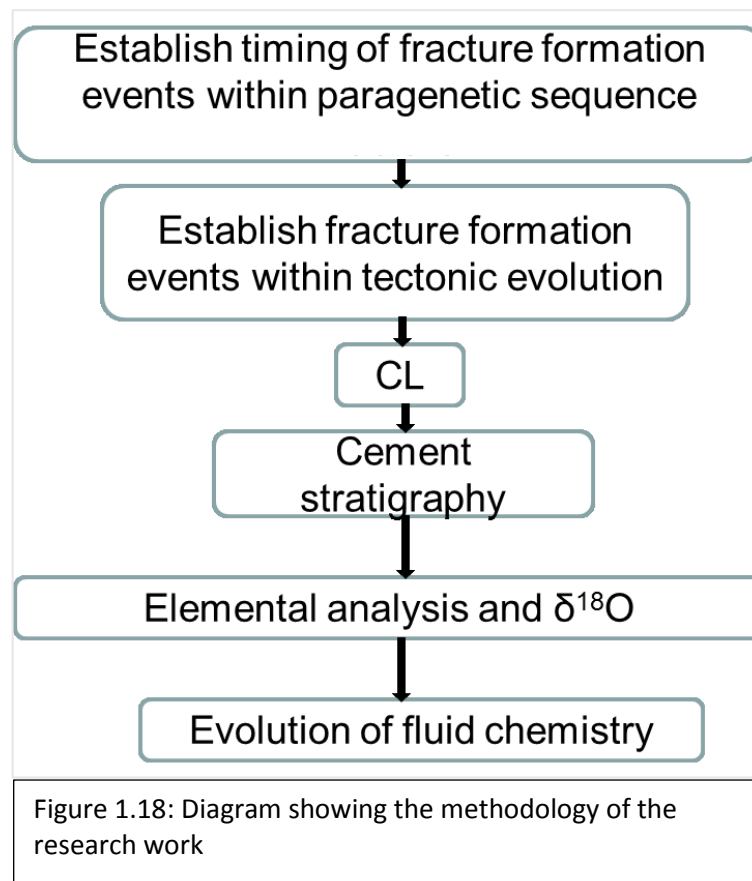 Establish timing of fracture formation
events within paragenetic sequence
Establish fracture formation
events within tectonic evolution
CL
Cement
stratigraphy
Elemental analysis and δ¹⁸O
Evolution of fluid chemistry
Figure 1.18: Diagram showing the methodology of the
research work